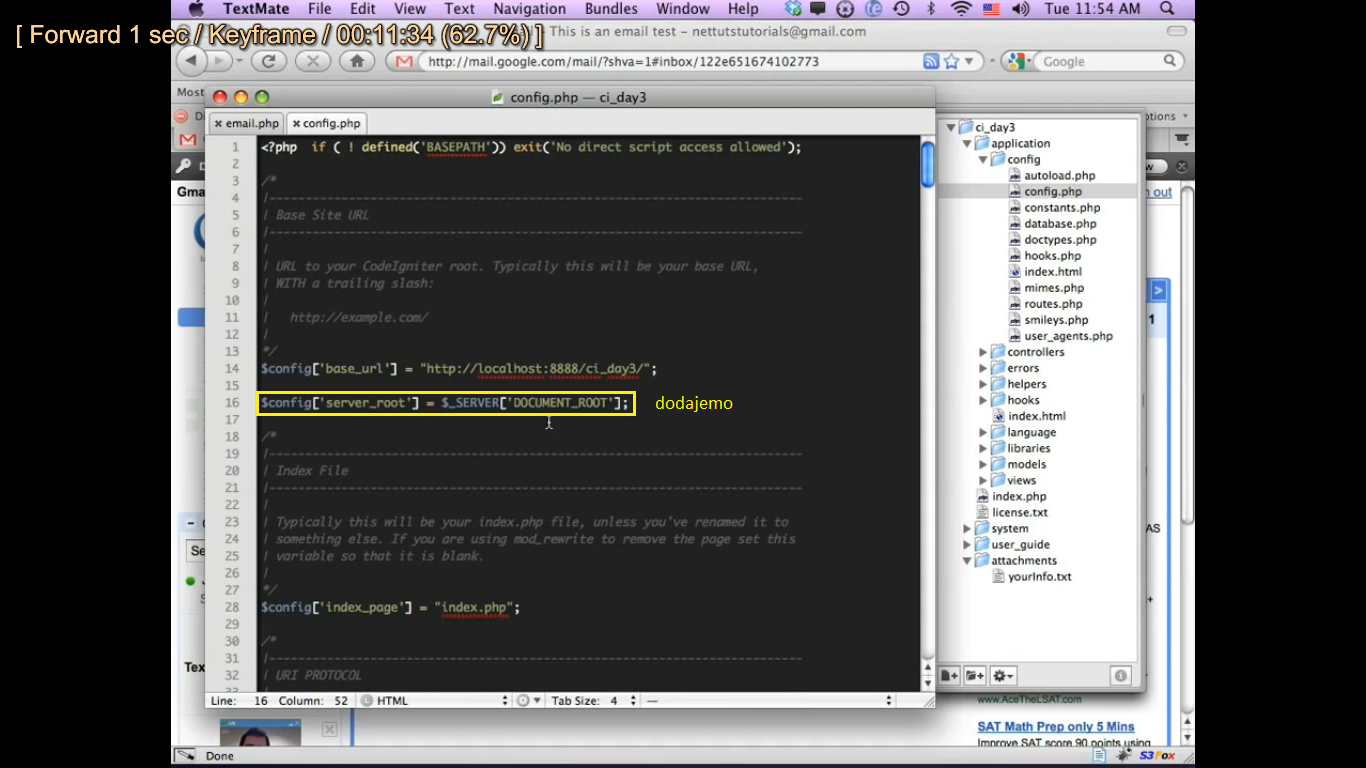 TextMate File Edit View Text Navigation Bundles Window Help Tue 11:54 AM
[ Forward 1 sec / Keyframe / 00:11:34 (62.7%) ]
This is an email test – nettutstutorials@gmail.com
http://mail.google.com/mail/?shva=1#inbox/122e651674102773
Google
Most
config.php — ci_day3
email.php
config.php
1 <?php if ( ! defined('BASEPATH')) exit('No direct script access allowed');
2
3 /*
4 |--------------------------------------------------------------------------
5 | Base Site URL
6 |--------------------------------------------------------------------------
7 |
8 | URL to your CodeIgniter root. Typically this will be your base URL,
9 | WITH a trailing slash:
10 |
11 | http://example.com/
12 |
13 */
14 $config['base_url'] = "http://localhost:8888/ci_day3/";
15
16 $config['server_root'] = $_SERVER['DOCUMENT_ROOT'];
dodajemo
17
18 /*
19 |--------------------------------------------------------------------------
20 | Index File
21 |--------------------------------------------------------------------------
22 |
23 | Typically this will be your index.php file, unless you've renamed it to
24 | something else. If you are using mod_rewrite to remove the page set this
25 | variable so that it is blank.
26 |
27 */
28 $config['index_page'] = "index.php";
29
30 /*
31 |--------------------------------------------------------------------------
32 | URI PROTOCOL
Line: 16 Column: 52 HTML Tab Size: 4 —
ci_day3
application
config
autoload.php
config.php
constants.php
database.php
doctypes.php
hooks.php
index.html
mimes.php
routes.php
smileys.php
user_agents.php
controllers
errors
helpers
hooks
index.html
language
libraries
models
views
index.php
license.txt
system
user_guide
attachments
yourInfo.txt
Gma
out
1
Se
AS
Tex
www.AceTheLSAT.com
SAT Math Prep only 5 Mins
Improve SAT score 90 points using
Done
S3Fox